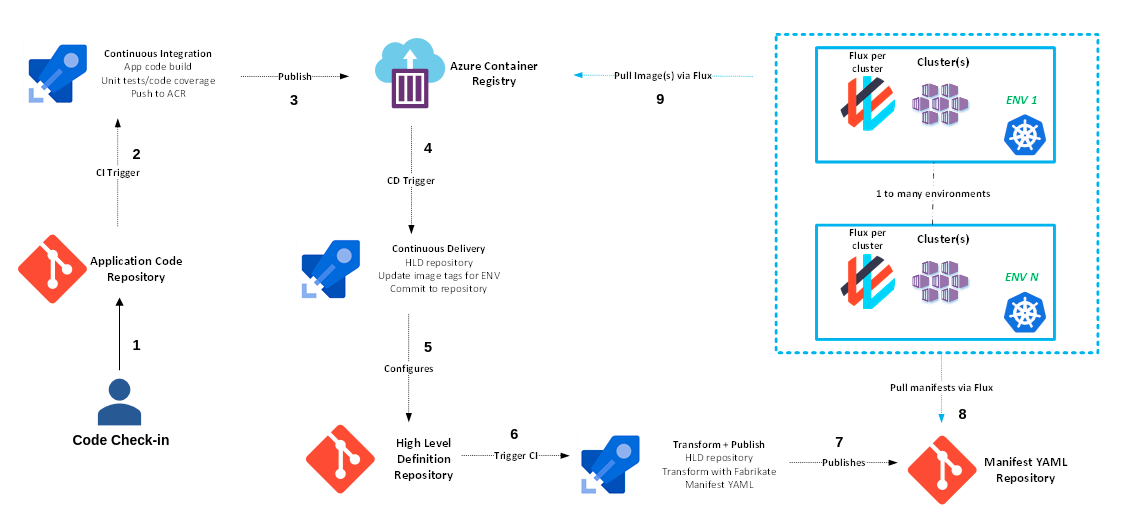 Continuous Integration
App code build
Unit tests/code coverage
Push to ACR
Publish
3
Azure Container
Registry
Pull Image(s) via Flux
9
Flux per
cluster
Cluster(s)
ENV 1
2
CI Trigger
4
CD Trigger
1 to many environments
Flux per
cluster
Cluster(s)
ENV N
Application Code
Repository
Continuous Delivery
HLD repository
Update image tags for ENV
Commit to repository
1
5
Configures
Pull manifests via Flux
8
Code Check-in
High Level
Definition
Repository
6
Trigger CI
Transform + Publish
HLD repository
Transform with Fabrikate
Manifest YAML
7
Publishes
Manifest YAML
Repository